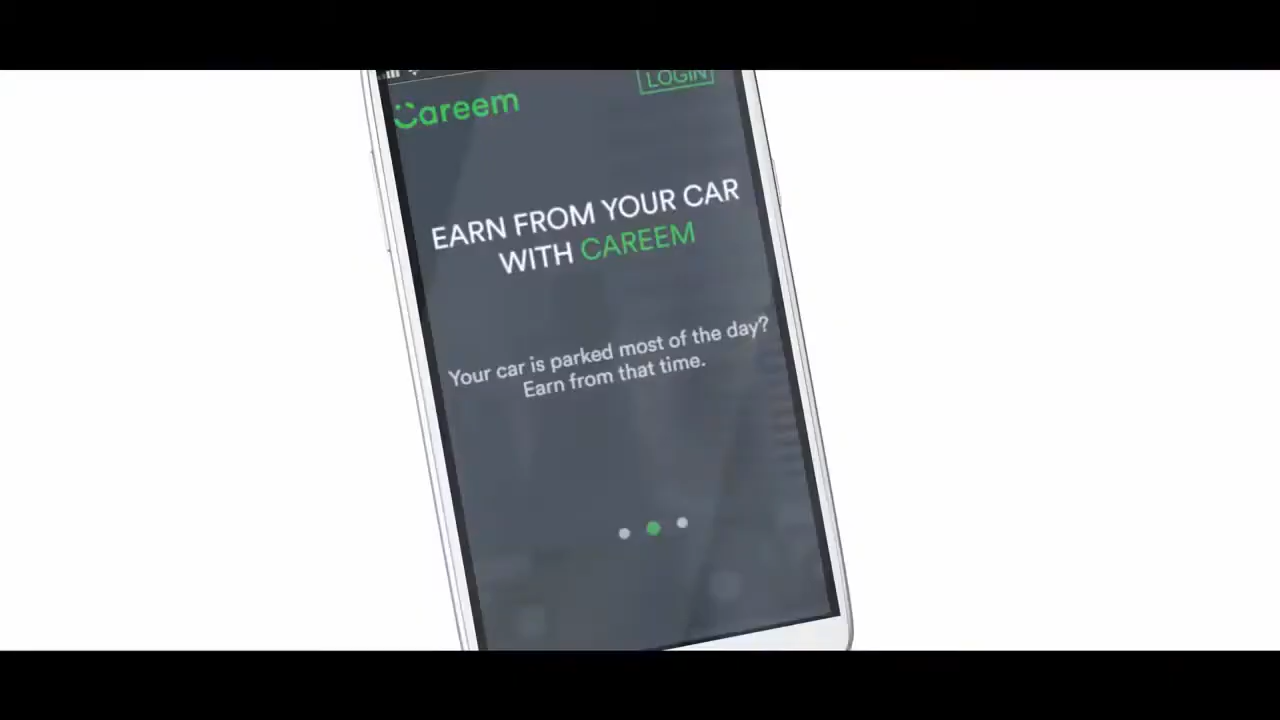 Careem
LOGIN
EARN FROM YOUR CAR
WITH CAREEM
Your car is parked most of the day?
Earn from that time.